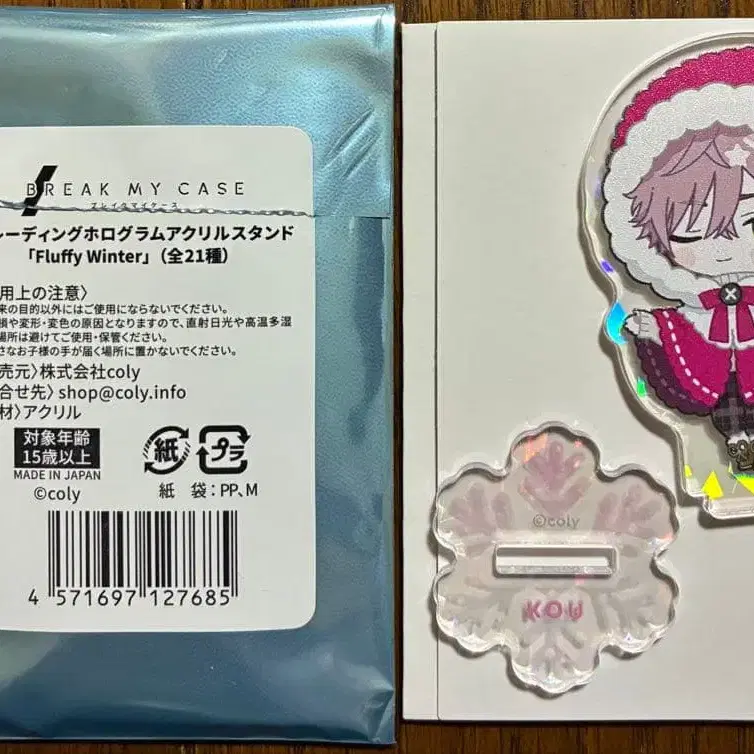 BREAK MY CASE
ブレイクマイケース
レーディングホログラムアクリルスタンド
「Fluffy Winter」（全21種）
用上の注意〉
来の目的以外にはご使用にならないでください。
損や変形・変色の原因となりますので、直射日光や高温多湿
場所は避けてご使用・保管ください。
さなお子様の手が届く場所に置かないでください。
売元〉株式会社coly
合せ先〉shop@coly.info
材〉アクリル
対象年齢
15歳以上
MADE IN JAPAN
©coly
紙
プラ
紙 袋：PP、M
4 571697 127685
©coly
KOU